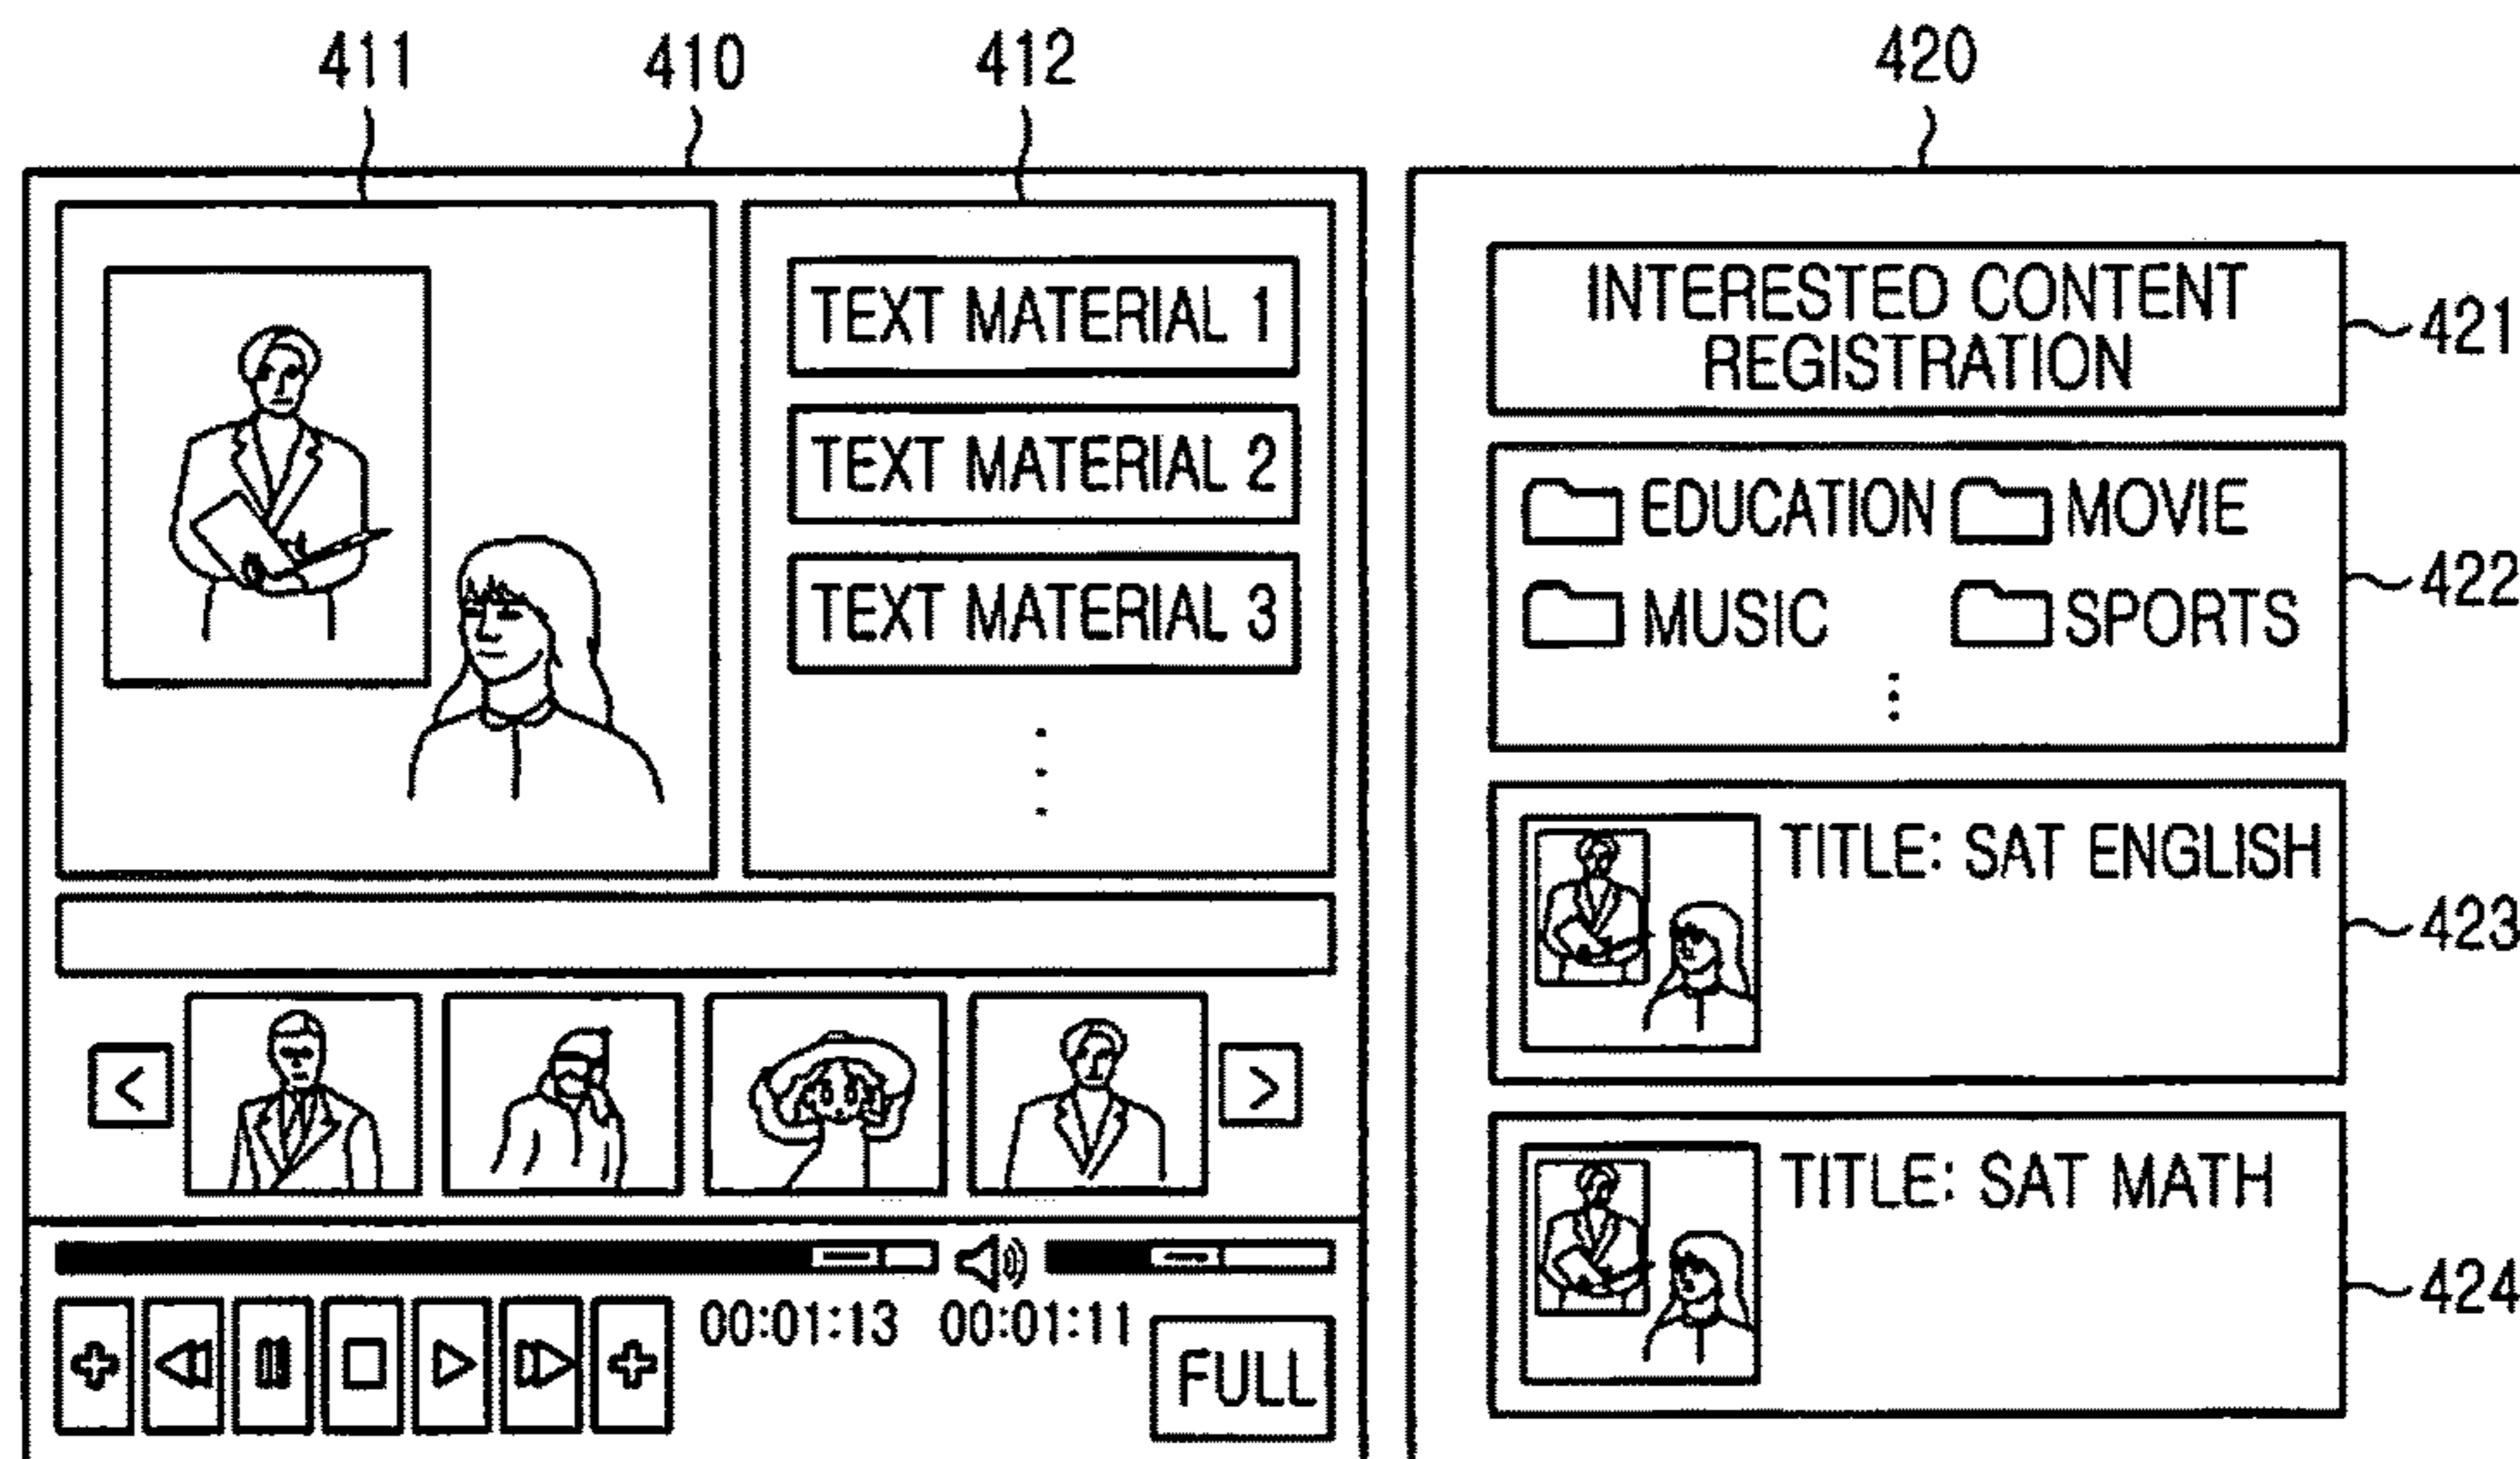 411
410
412
420
TEXT MATERIAL 1
TEXT MATERIAL 2
TEXT MATERIAL 3
<
>
00:01:13 00:01:11
FULL
INTERESTED CONTENT
REGISTRATION
421
EDUCATION MOVIE
MUSIC SPORTS
422
TITLE: SAT ENGLISH
423
TITLE: SAT MATH
424